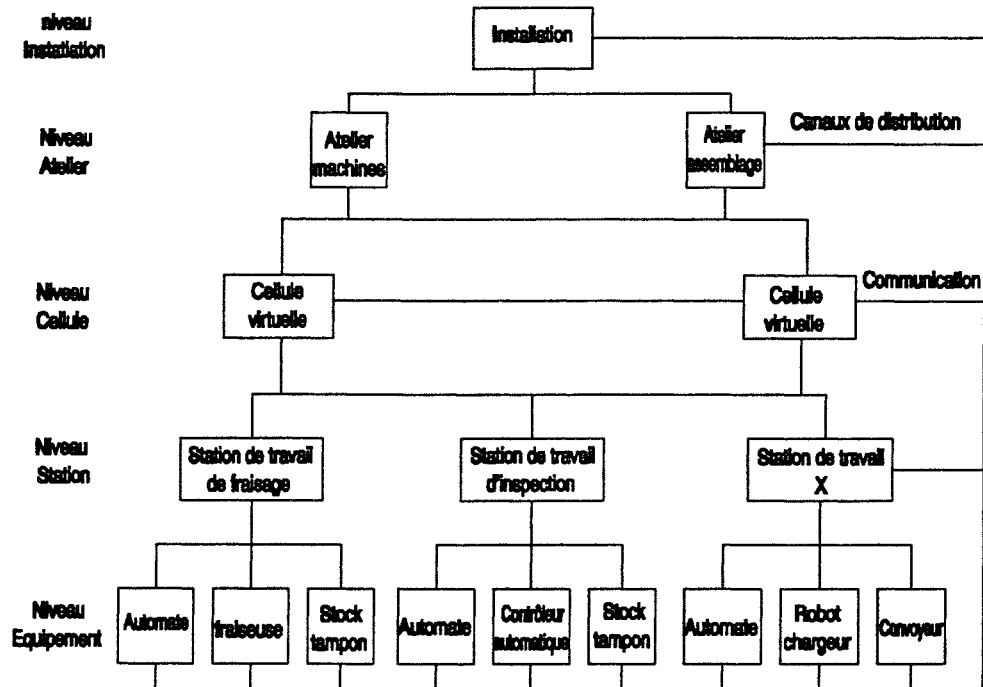 niveau
Instatiation
Installation
Niveau
Atelier
Atelier
machines
Atelier
assemblage
Canaux de distribution
Niveau
Cellule
Cellule
virtuelle
Cellule
virtuelle
Communication
Niveau
Station
Station de travail
de fraisage
Station de travail
d'inspection
Station de travail
X
Niveau
Equipement
Automate
fraiseuse
Stock
tampon
Automate
Contrôleur
automatique
Stock
tampon
Automate
Robot
chargeur
Convoyeur